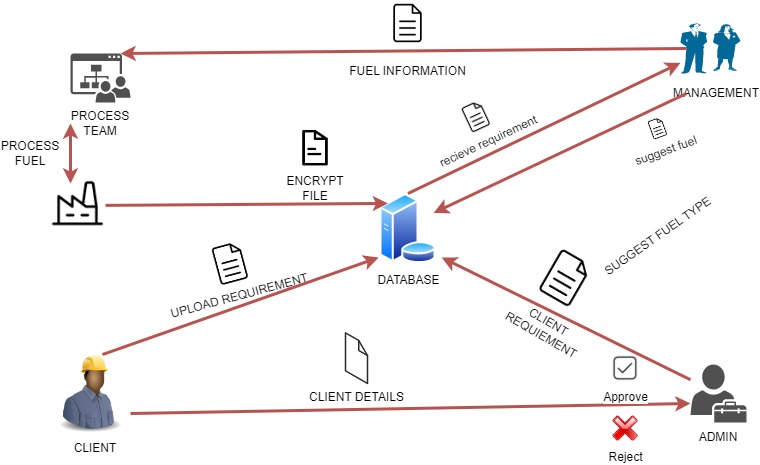 FUEL INFORMATION
MANAGEMENT
PROCESS
TEAM
recieve requirement
suggest fuel
PROCESS
FUEL
ENCRYPT
FILE
SUGGEST FUEL TYPE
DATABASE
UPLOAD REQUIREMENT
CLIENT
REQUIEMENT
CLIENT DETAILS
Approve
CLIENT
ADMIN
Reject